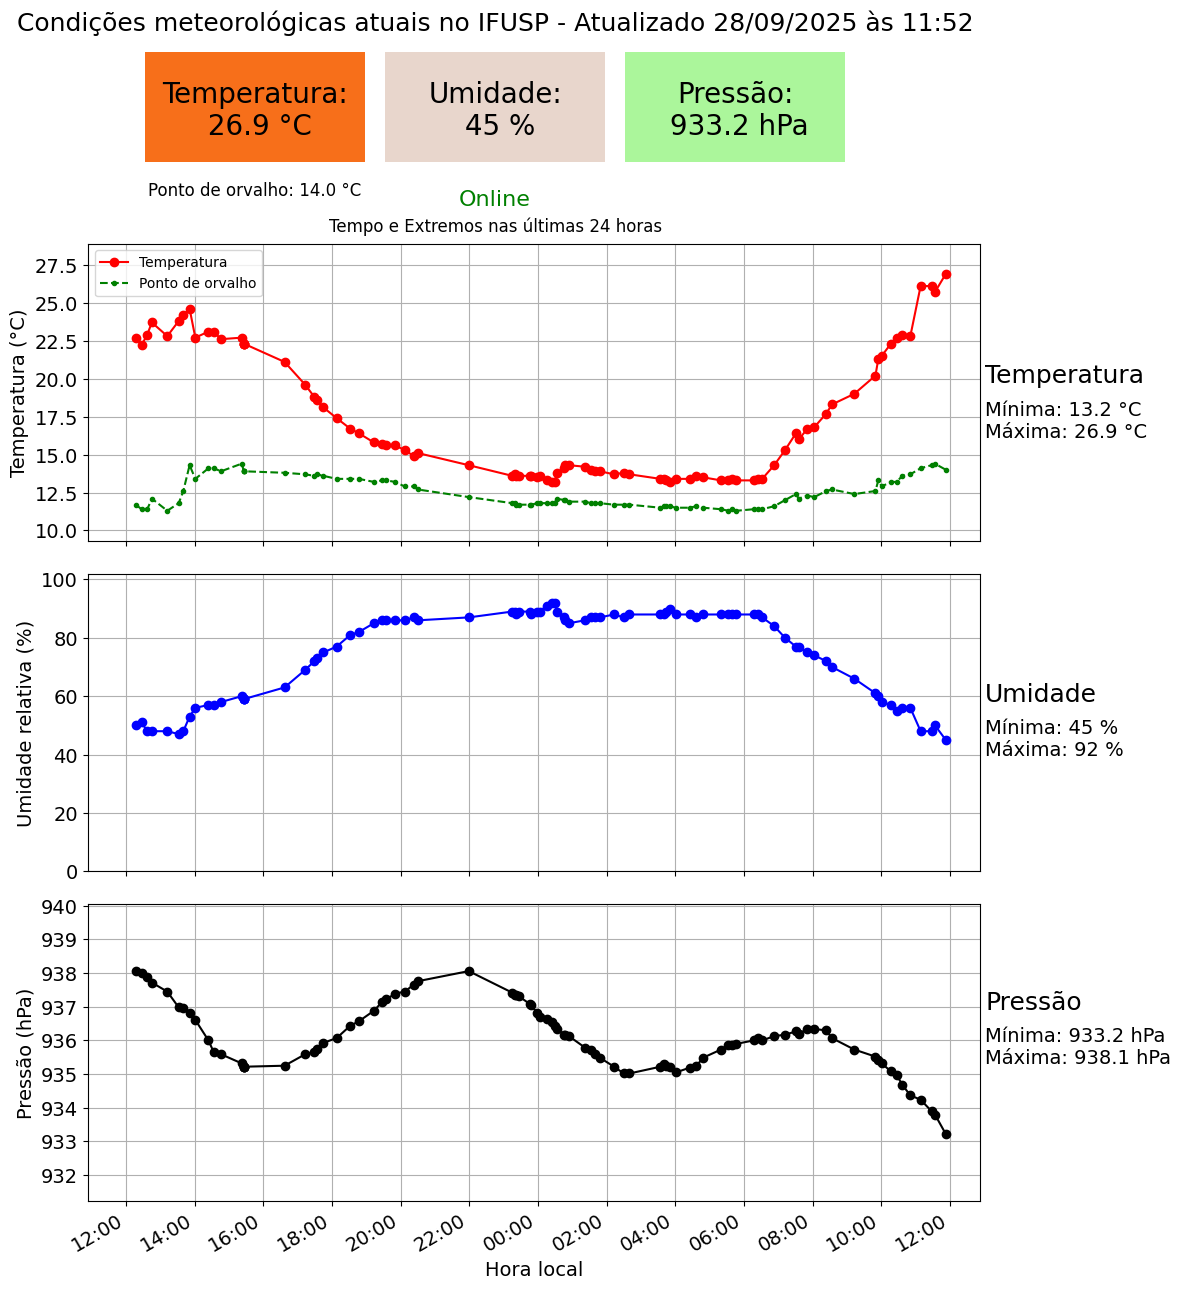 Condições meteorológicas atuais no IFUSP - Atualizado 28/09/2025 às 11:52
Temperatura:
26.9 °C
Umidade:
45 %
Pressão:
933.2 hPa
Ponto de orvalho: 14.0 °C
Online
Tempo e Extremos nas últimas 24 horas
Temperatura
Ponto de orvalho
Temperatura (°C)
27.5
25.0
22.5
20.0
17.5
15.0
12.5
10.0
Temperatura
Mínima: 13.2 °C
Máxima: 26.9 °C
Umidade relativa (%)
100
80
60
40
20
0
Umidade
Mínima: 45 %
Máxima: 92 %
Pressão (hPa)
940
939
938
937
936
935
934
933
932
Pressão
Mínima: 933.2 hPa
Máxima: 938.1 hPa
12:00 14:00 16:00 18:00 20:00 22:00 00:00 02:00 04:00 06:00 08:00 10:00 12:00
Hora local